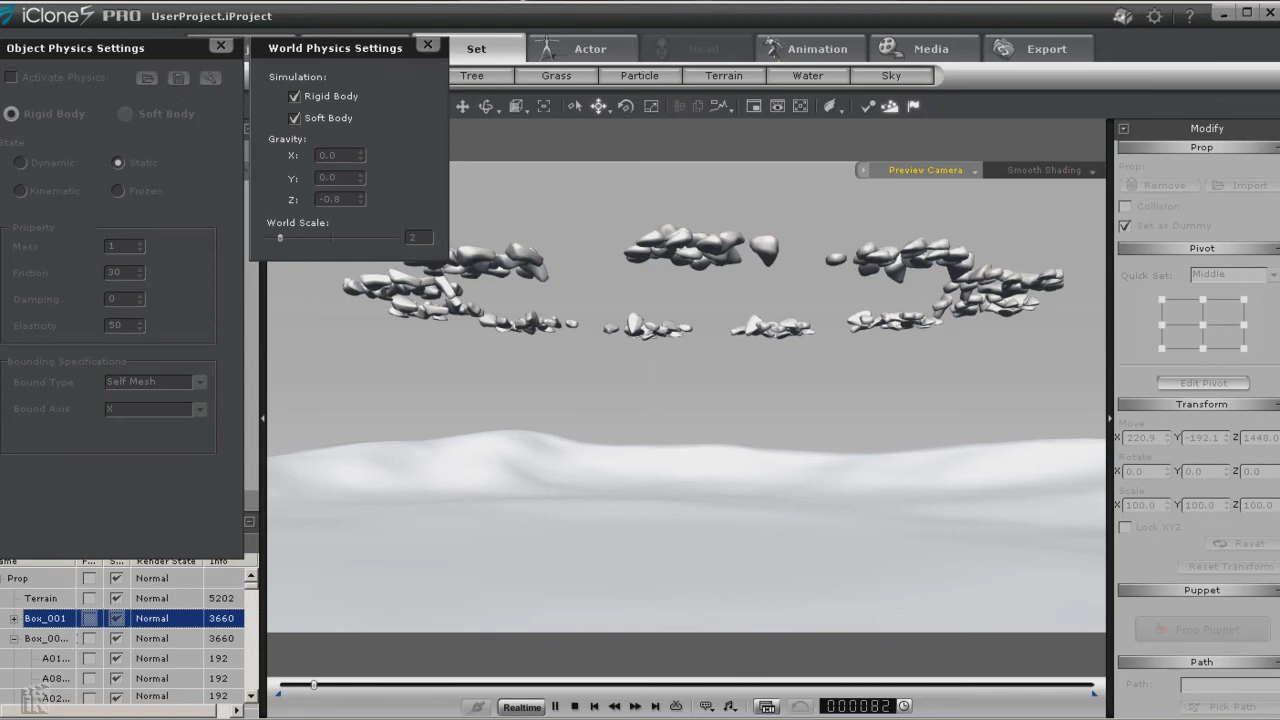 iClone5 PRO UserProject.iProject
Object Physics Settings
Activate Physics
Rigid Body Soft Body
State
Dynamic Static
Kinematic Frozen
Property
Mass 1
Friction 30
Damping 0
Elasticity 50
Bounding Specifications
Bound Type Self Mesh
Bound Axis X
World Physics Settings
Simulation:
Rigid Body
Soft Body
Gravity:
X: 0.0
Y: 0.0
Z: -0.8
World Scale:
2
Set Actor Head Animation Media Export
Tree Grass Particle Terrain Water Sky
Preview Camera Smooth Shading
Modify
Prop
Prop:
Remove Import
Collision
Set as Dummy
Pivot
Quick Set: Middle
Edit Pivot
Transform
Move
X 220.9 Y -192.1 Z 1448.0
Rotate
X 0.0 Y 0.0 Z 0.0
Scale
X 100.0 Y 100.0 Z 100.0
Lock XYZ
Reset
Reset Transform
Puppet
Prop Puppet
Path
Path:
Pick Path
ame F... S... Render State Info
Prop Normal
Terrain Normal 5202
Box_001 Normal 3660
Box_00... Normal 3660
A01... Normal 192
A08... Normal 192
A02... Normal 192
Realtime 000082